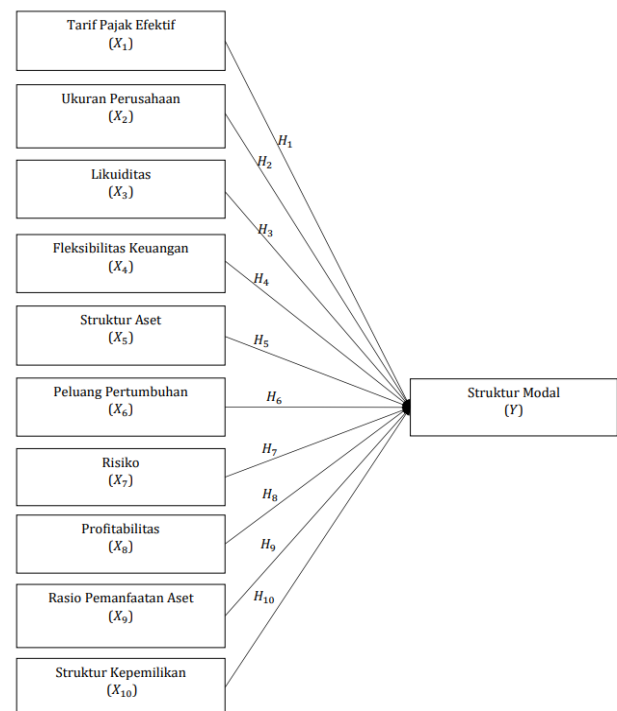 Tarif Pajak Efektif
(X₁)
Ukuran Perusahaan
(X₂)
Likuiditas
(X₃)
Fleksibilitas Keuangan
(X₄)
Struktur Aset
(X₅)
Peluang Pertumbuhan
(X₆)
Risiko
(X₇)
Profitabilitas
(X₈)
Rasio Pemanfaatan Aset
(X₉)
Struktur Kepemilikan
(X₁₀)
H₁
H₂
H₃
H₄
H₅
H₆
H₇
H₈
H₉
H₁₀
Struktur Modal
(Y)